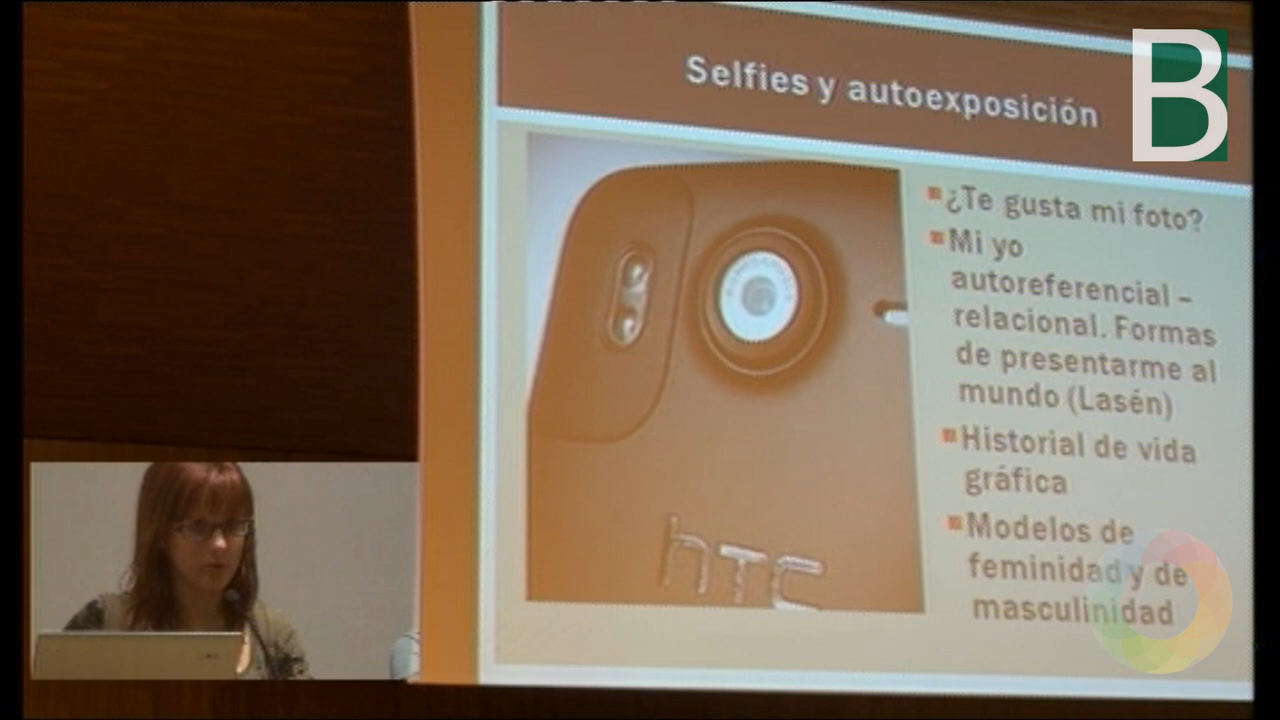 Selfies y autoexposición
B
¿Te gusta mi foto?
Mi yo
autoreferencial –
relacional. Formas
de presentarme al
mundo (Lasén)
Historial de vida
gráfica
Modelos de
feminidad y de
masculinidad
hTC